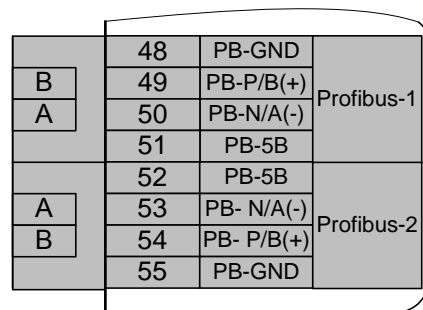 48 PB-GND
B 49 PB-P/B(+)
Profibus-1
A 50 PB-N/A(-)
51 PB-5B
52 PB-5B
A 53 PB- N/A(-)
Profibus-2
B 54 PB- P/B(+)
55 PB-GND